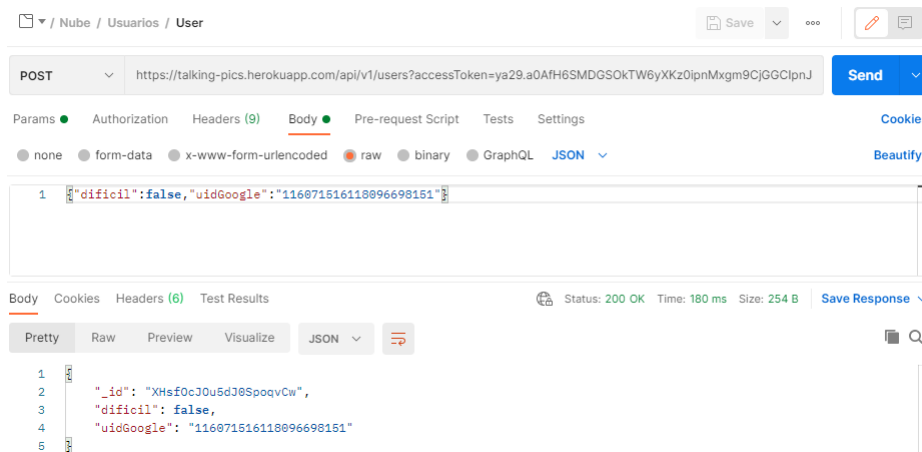 / Nube / Usuarios / User
Save
POST
https://talking-pics.herokuapp.com/api/v1/users?accessToken=ya29.a0AfH6SMDGSOkTW6yXKz0ipnMxgm9CjGGCIpnJ
Send
Params Authorization Headers (9) Body Pre-request Script Tests Settings Cookie
none form-data x-www-form-urlencoded raw binary GraphQL JSON Beautify
1 {"dificil":false,"uidGoogle":"116071516118096698151"}
Body Cookies Headers (6) Test Results Status: 200 OK Time: 180 ms Size: 254 B Save Response
Pretty Raw Preview Visualize JSON
1 {
2 "_id": "XHsfOcJOu5dJ0SpoqvCw",
3 "dificil": false,
4 "uidGoogle": "116071516118096698151"
5 }